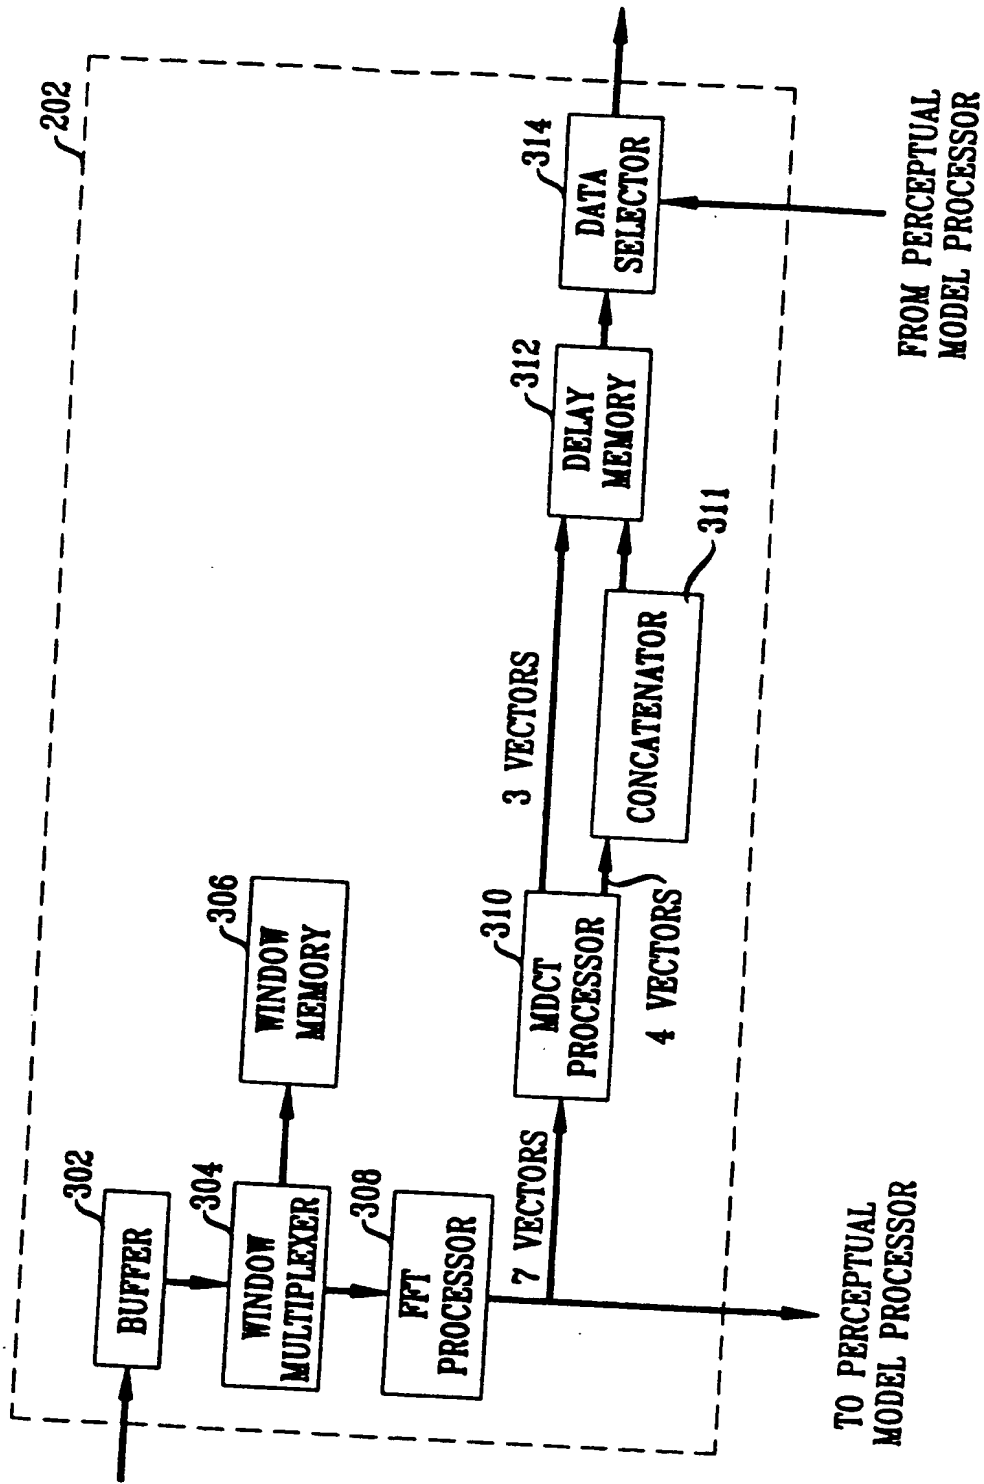 202
302
BUFFER
304
WINDOW
MULTIPLEXER
306
WINDOW
MEMORY
308
FFT
PROCESSOR
7 VECTORS
310
MDCT
PROCESSOR
3 VECTORS
4 VECTORS
CONCATENATOR
311
312
DELAY
MEMORY
314
DATA
SELECTOR
TO PERCEPTUAL
MODEL PROCESSOR
FROM PERCEPTUAL
MODEL PROCESSOR